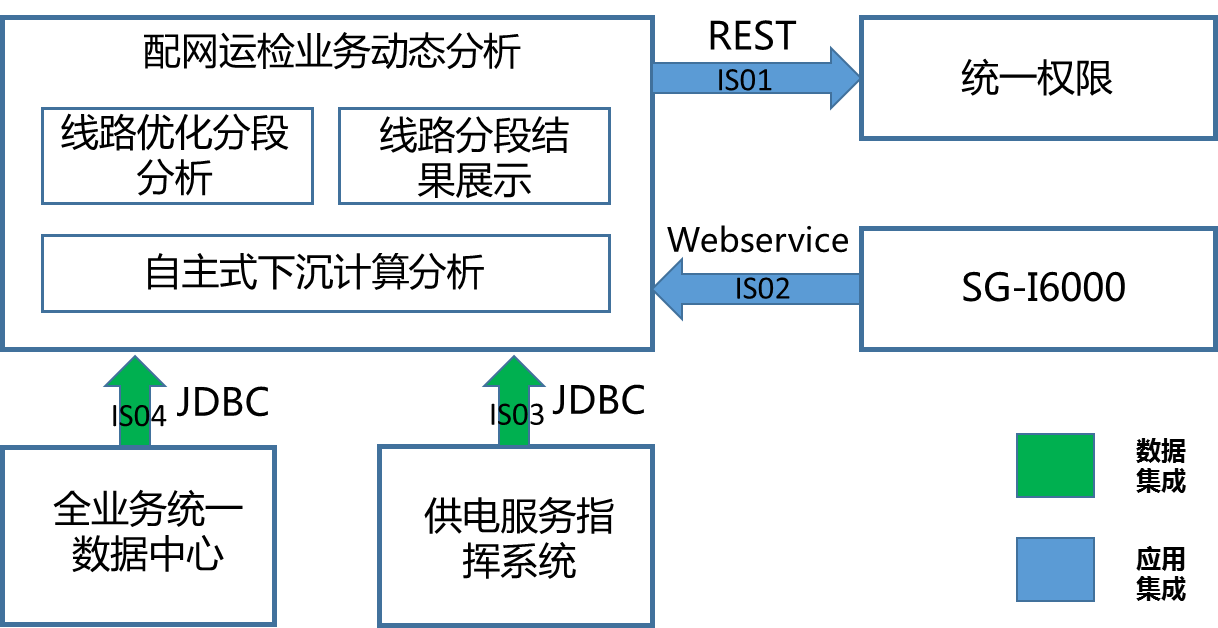 配网运检业务动态分析
线路优化分段
分析
线路分段结
果展示
自主式下沉计算分析
REST
IS01
统一权限
Webservice
IS02
SG-I6000
IS04
JDBC
IS03
JDBC
全业务统一
数据中心
供电服务指
挥系统
数据
集成
应用
集成